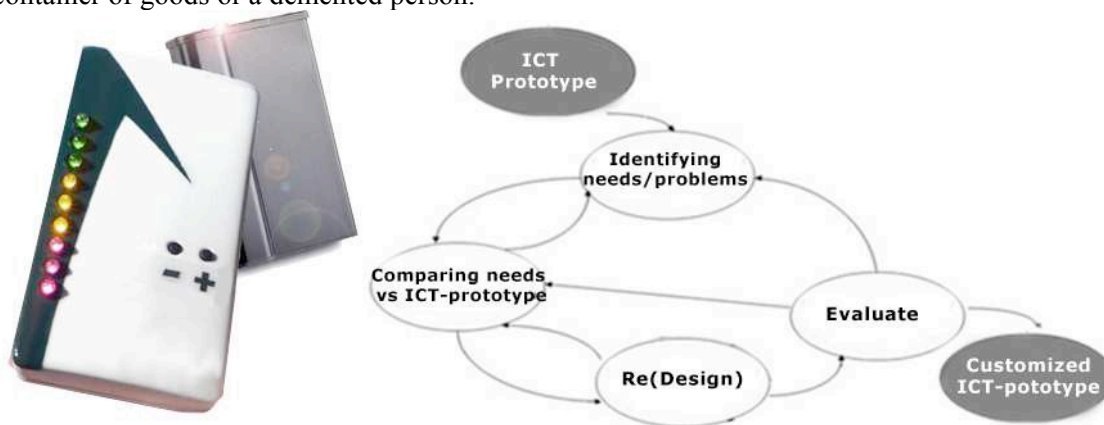 container of goods or a demented person.
ICT
Prototype
Identifying
needs/problems
Comparing needs
vs ICT-prototype
Evaluate
Re(Design)
Customized
ICT-pototype